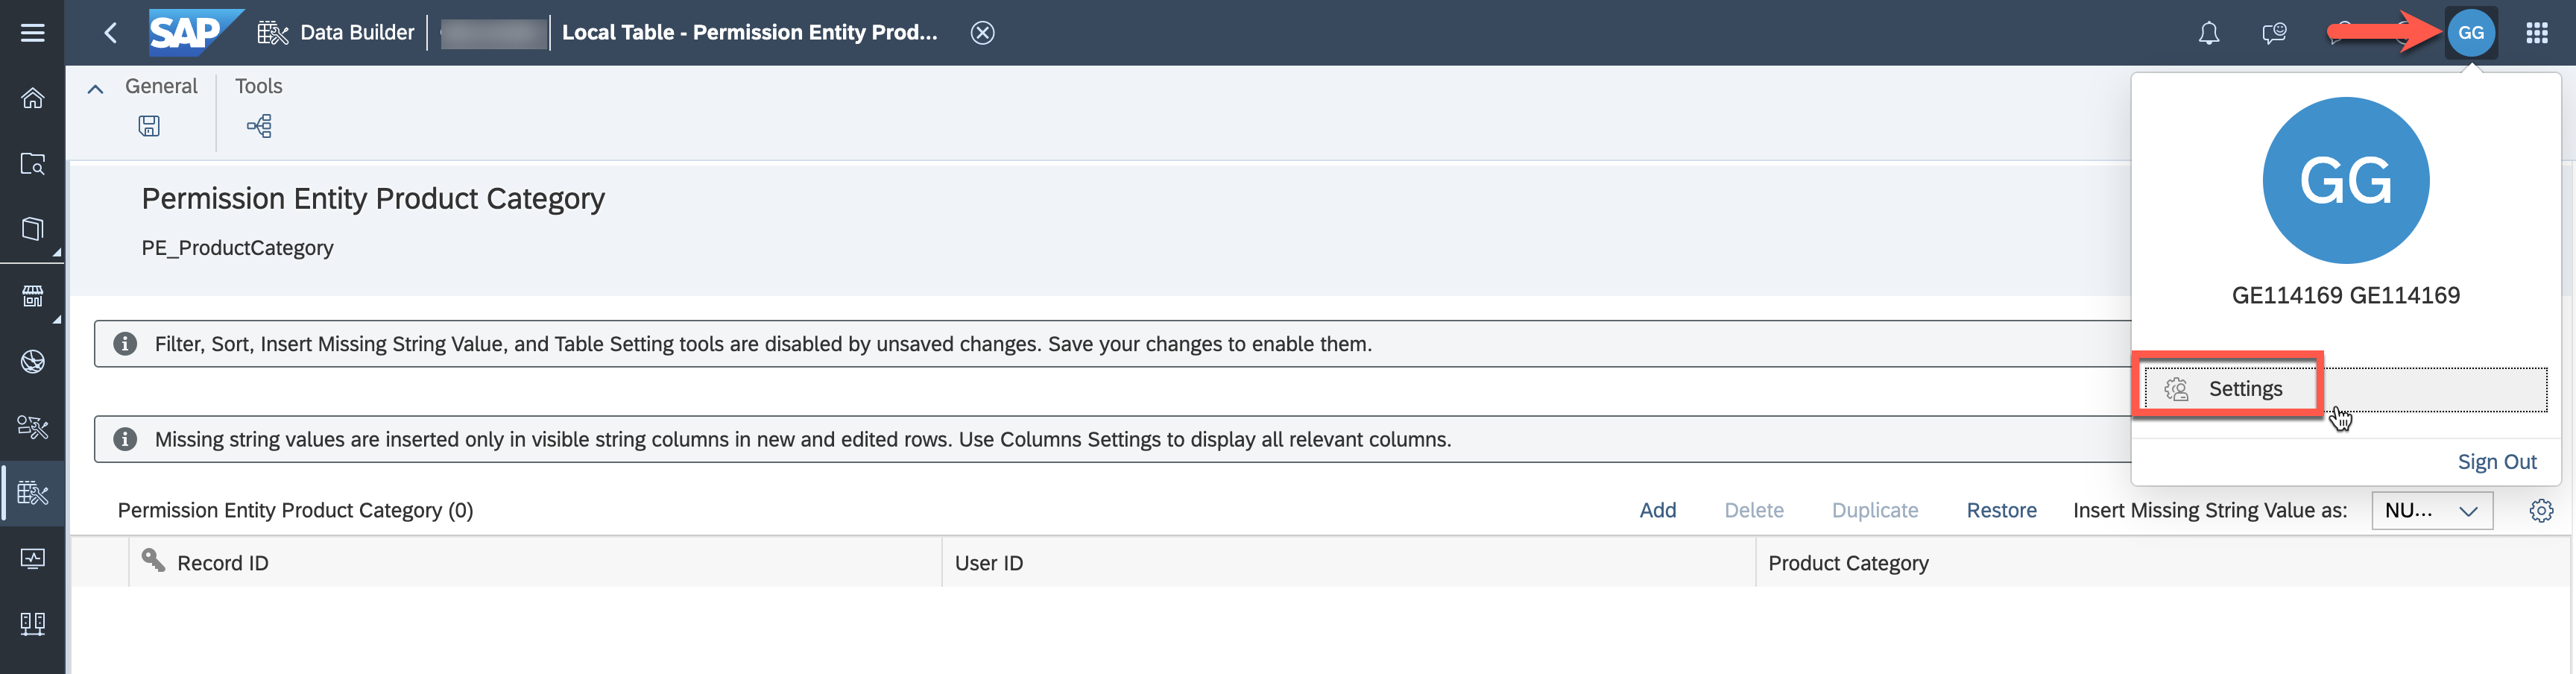 SAP Data Builder Local Table - Permission Entity Prod... GG
General Tools
GG
Permission Entity Product Category
PE_ProductCategory
GE114169 GE114169
Filter, Sort, Insert Missing String Value, and Table Setting tools are disabled by unsaved changes. Save your changes to enable them.
Settings
Missing string values are inserted only in visible string columns in new and edited rows. Use Columns Settings to display all relevant columns.
Sign Out
Permission Entity Product Category (0) Add Delete Duplicate Restore Insert Missing String Value as: NU...
Record ID User ID Product Category